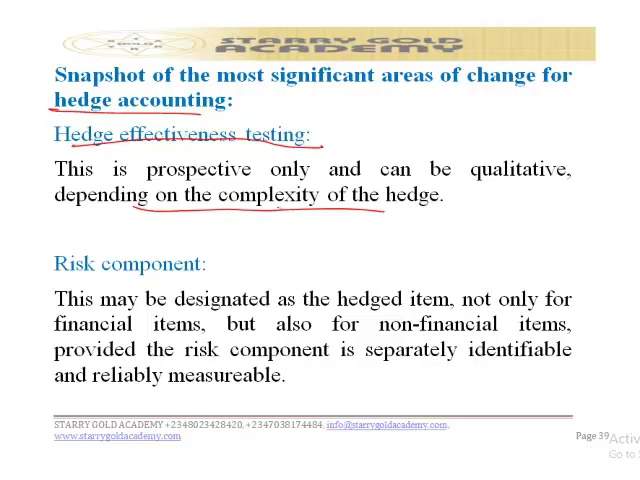 STARRY GOLD
ACADEMY
Snapshot of the most significant areas of change for
hedge accounting:
Hedge effectiveness testing:
This is prospective only and can be qualitative,
depending on the complexity of the hedge.
Risk component:
This may be designated as the hedged item, not only for
financial items, but also for non-financial items,
provided the risk component is separately identifiable
and reliably measureable.
STARRY GOLD ACADEMY +2348023428420, +2347038174484, info@starrygoldacademy.com,
www.starrygoldacademy.com
Page 39
Activ
Go to S